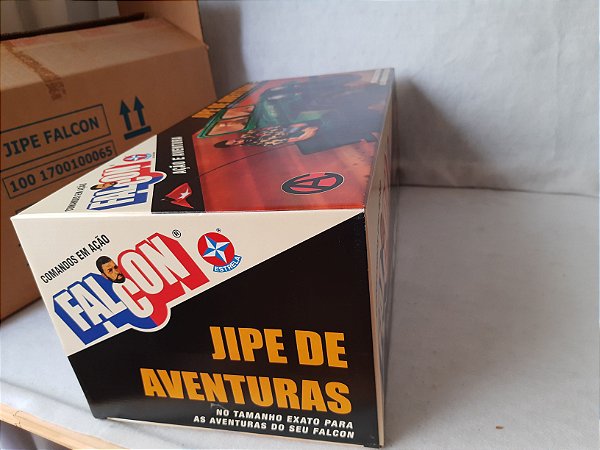 JIPE FALCON
100 1700100065
COMANDOS EM AÇÃO
FALCON
AÇÃO E AVENTURA
COMANDOS EM AÇÃO
FALCON®
ESTRELA
JIPE DE
AVENTURAS
NO TAMANHO EXATO PARA
AS AVENTURAS DO SEU FALCON